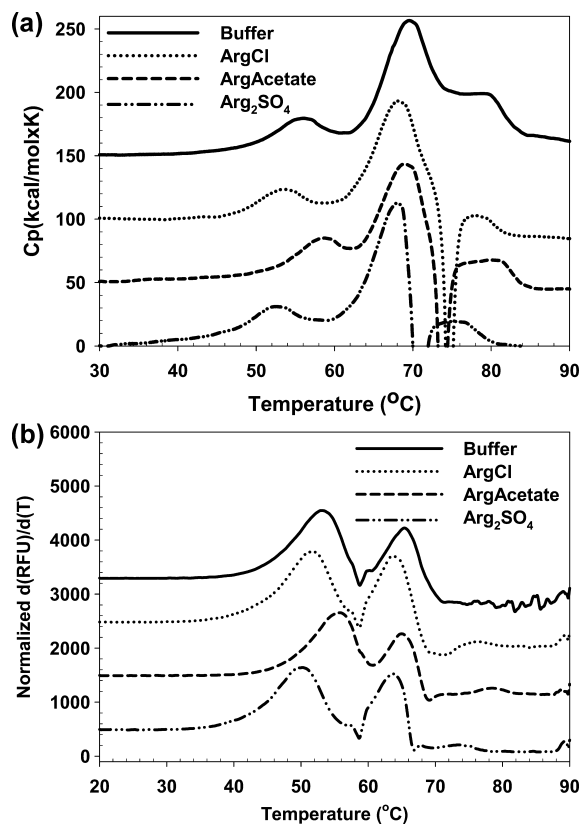 (a)
Buffer
ArgCl
ArgAcetate
Arg₂SO₄
250
200
150
100
50
0
Cp(kcal/molxK)
30 40 50 60 70 80 90
Temperature (ºC)
(b)
Buffer
ArgCl
ArgAcetate
Arg₂SO₄
6000
5000
4000
3000
2000
1000
0
Normalized d(RFU)/d(T)
20 30 40 50 60 70 80 90
Temperature (ºC)